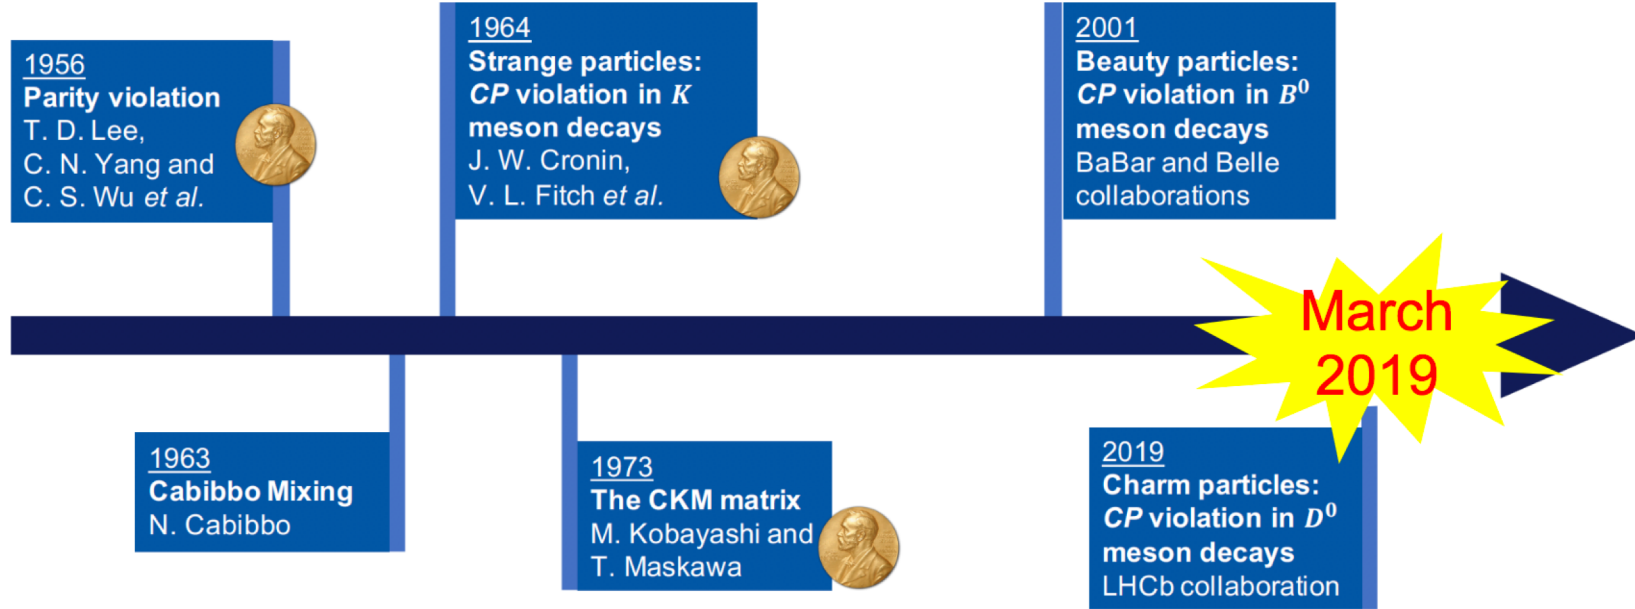 1956
Parity violation
T. D. Lee,
C. N. Yang and
C. S. Wu et al.
1963
Cabibbo Mixing
N. Cabibbo
1964
Strange particles:
CP violation in K
meson decays
J. W. Cronin,
V. L. Fitch et al.
1973
The CKM matrix
M. Kobayashi and
T. Maskawa
2001
Beauty particles:
CP violation in B⁰
meson decays
BaBar and Belle
collaborations
March
2019
2019
Charm particles:
CP violation in D⁰
meson decays
LHCb collaboration